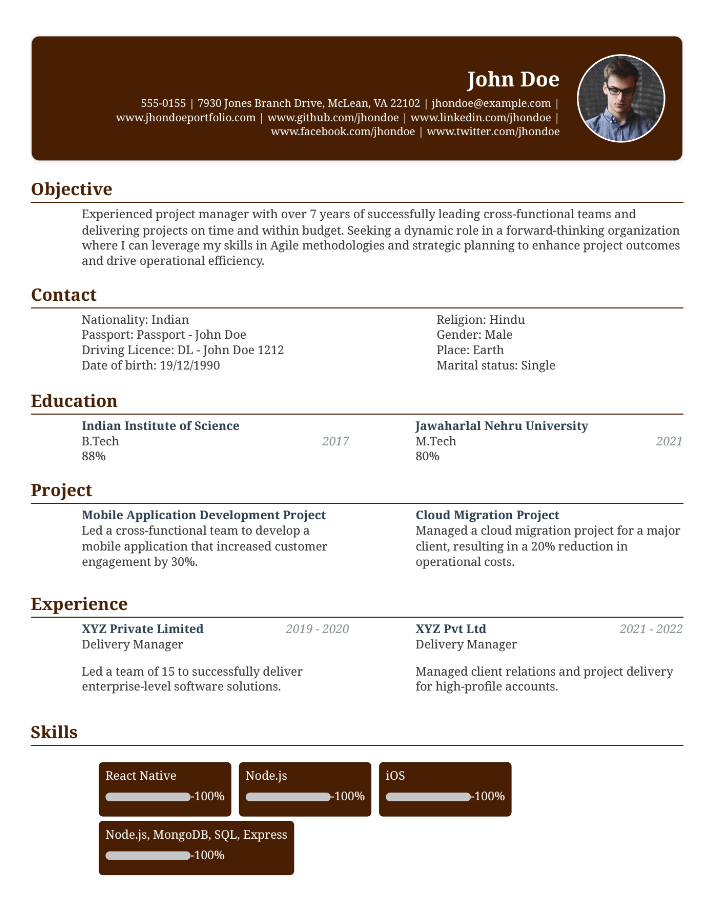 John Doe
555-0155 | 7930 Jones Branch Drive, McLean, VA 22102 | jhondoe@example.com |
www.jhondoeportfolio.com | www.github.com/jhondoe | www.linkedin.com/jhondoe |
www.facebook.com/jhondoe | www.twitter.com/jhondoe
Objective
Experienced project manager with over 7 years of successfully leading cross-functional teams and
delivering projects on time and within budget. Seeking a dynamic role in a forward-thinking organization
where I can leverage my skills in Agile methodologies and strategic planning to enhance project outcomes
and drive operational efficiency.
Contact
Nationality: Indian
Passport: Passport - John Doe
Driving Licence: DL - John Doe 1212
Date of birth: 19/12/1990
Religion: Hindu
Gender: Male
Place: Earth
Marital status: Single
Education
Indian Institute of Science
B.Tech 2017
88%
Jawaharlal Nehru University
M.Tech 2021
80%
Project
Mobile Application Development Project
Led a cross-functional team to develop a
mobile application that increased customer
engagement by 30%.
Cloud Migration Project
Managed a cloud migration project for a major
client, resulting in a 20% reduction in
operational costs.
Experience
XYZ Private Limited 2019 - 2020
Delivery Manager
Led a team of 15 to successfully deliver
enterprise-level software solutions.
XYZ Pvt Ltd 2021 - 2022
Delivery Manager
Managed client relations and project delivery
for high-profile accounts.
Skills
React Native
-100%
Node.js
-100%
iOS
-100%
Node.js, MongoDB, SQL, Express
-100%